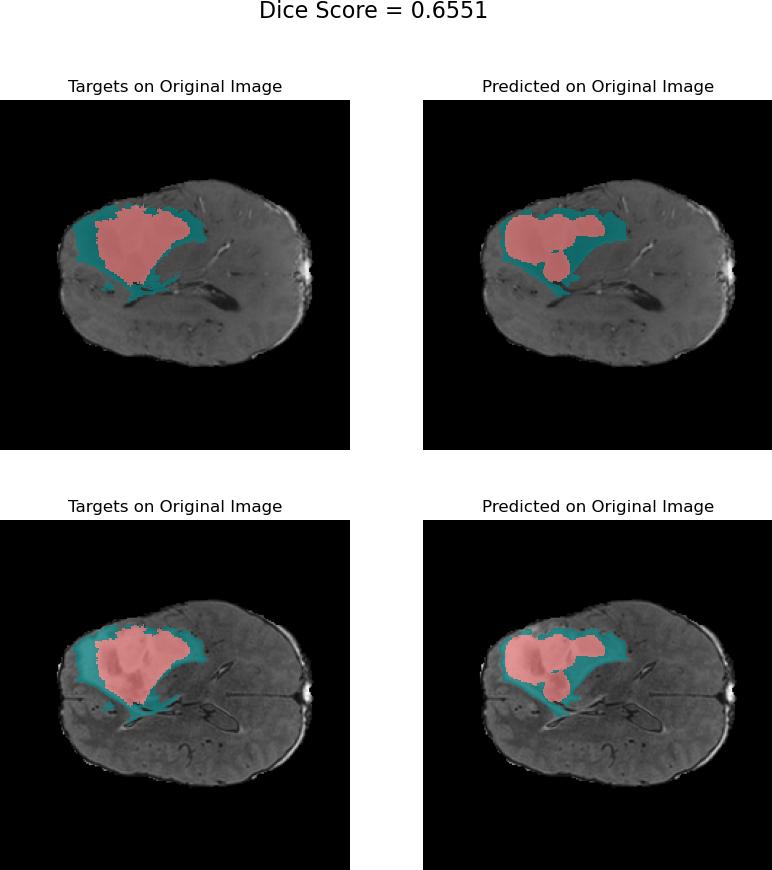 Dice Score = 0.6551
Targets on Original Image
Predicted on Original Image
Targets on Original Image
Predicted on Original Image